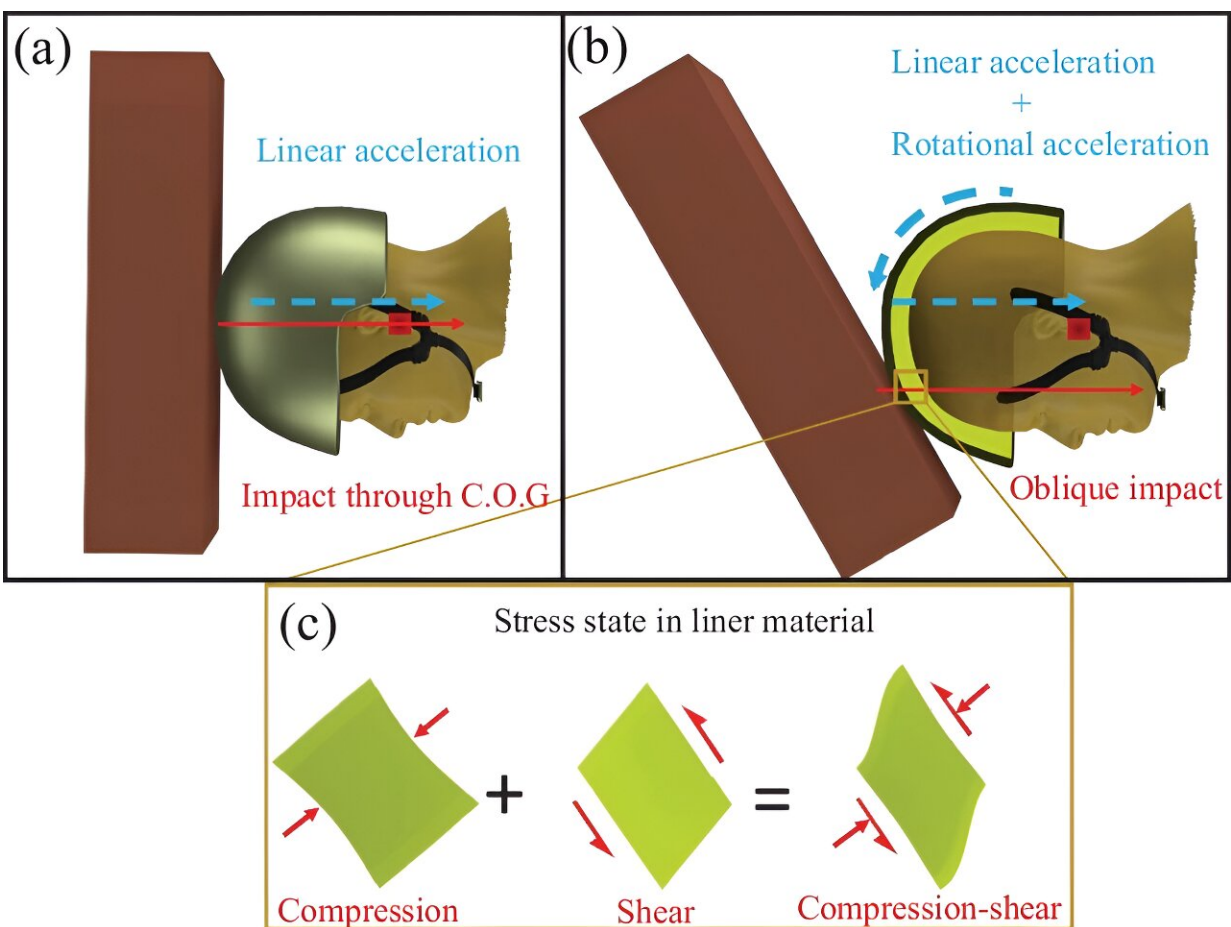 (a)
Linear acceleration
Impact through C.O.G
(b)
Linear acceleration
+
Rotational acceleration
Oblique impact
(c)
Stress state in liner material
+
=
Compression
Shear
Compression-shear